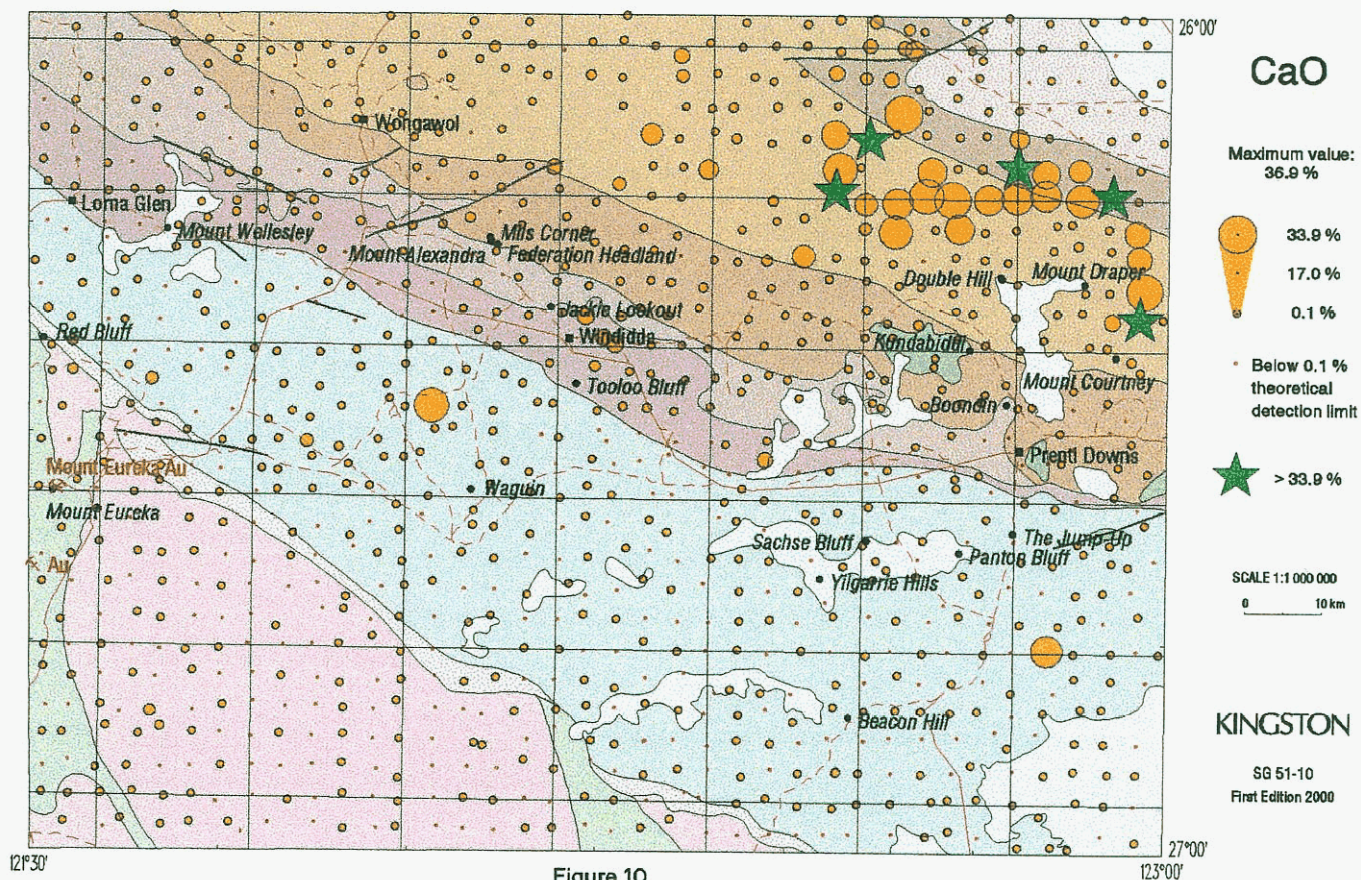 26°00'
CaO
Maximum value:
36.9 %
33.9 %
17.0 %
0.1 %
Below 0.1 %
theoretical
detection limit
> 33.9 %
SCALE 1:1 000 000
0 10 km
KINGSTON
SG 51-10
First Edition 2000
Wongawol
Lorna Glen
Mount Wellesley
Mils Corner
Mount Alexandra
Federation Headland
Double Hill
Mount Draper
Jackie Lookout
Red Bluff
Windidda
Kundabidii
Tooloo Bluff
Mount Courtney
Boondin
Prenti Downs
Mount Eureka Au
Waguin
Mount Eureka
Sachse Bluff
The Jump-Up
Panton Bluff
Au
Yilgarrie Hills
Beacon Hill
121°30'
27°00'
123°00'
Figure 10